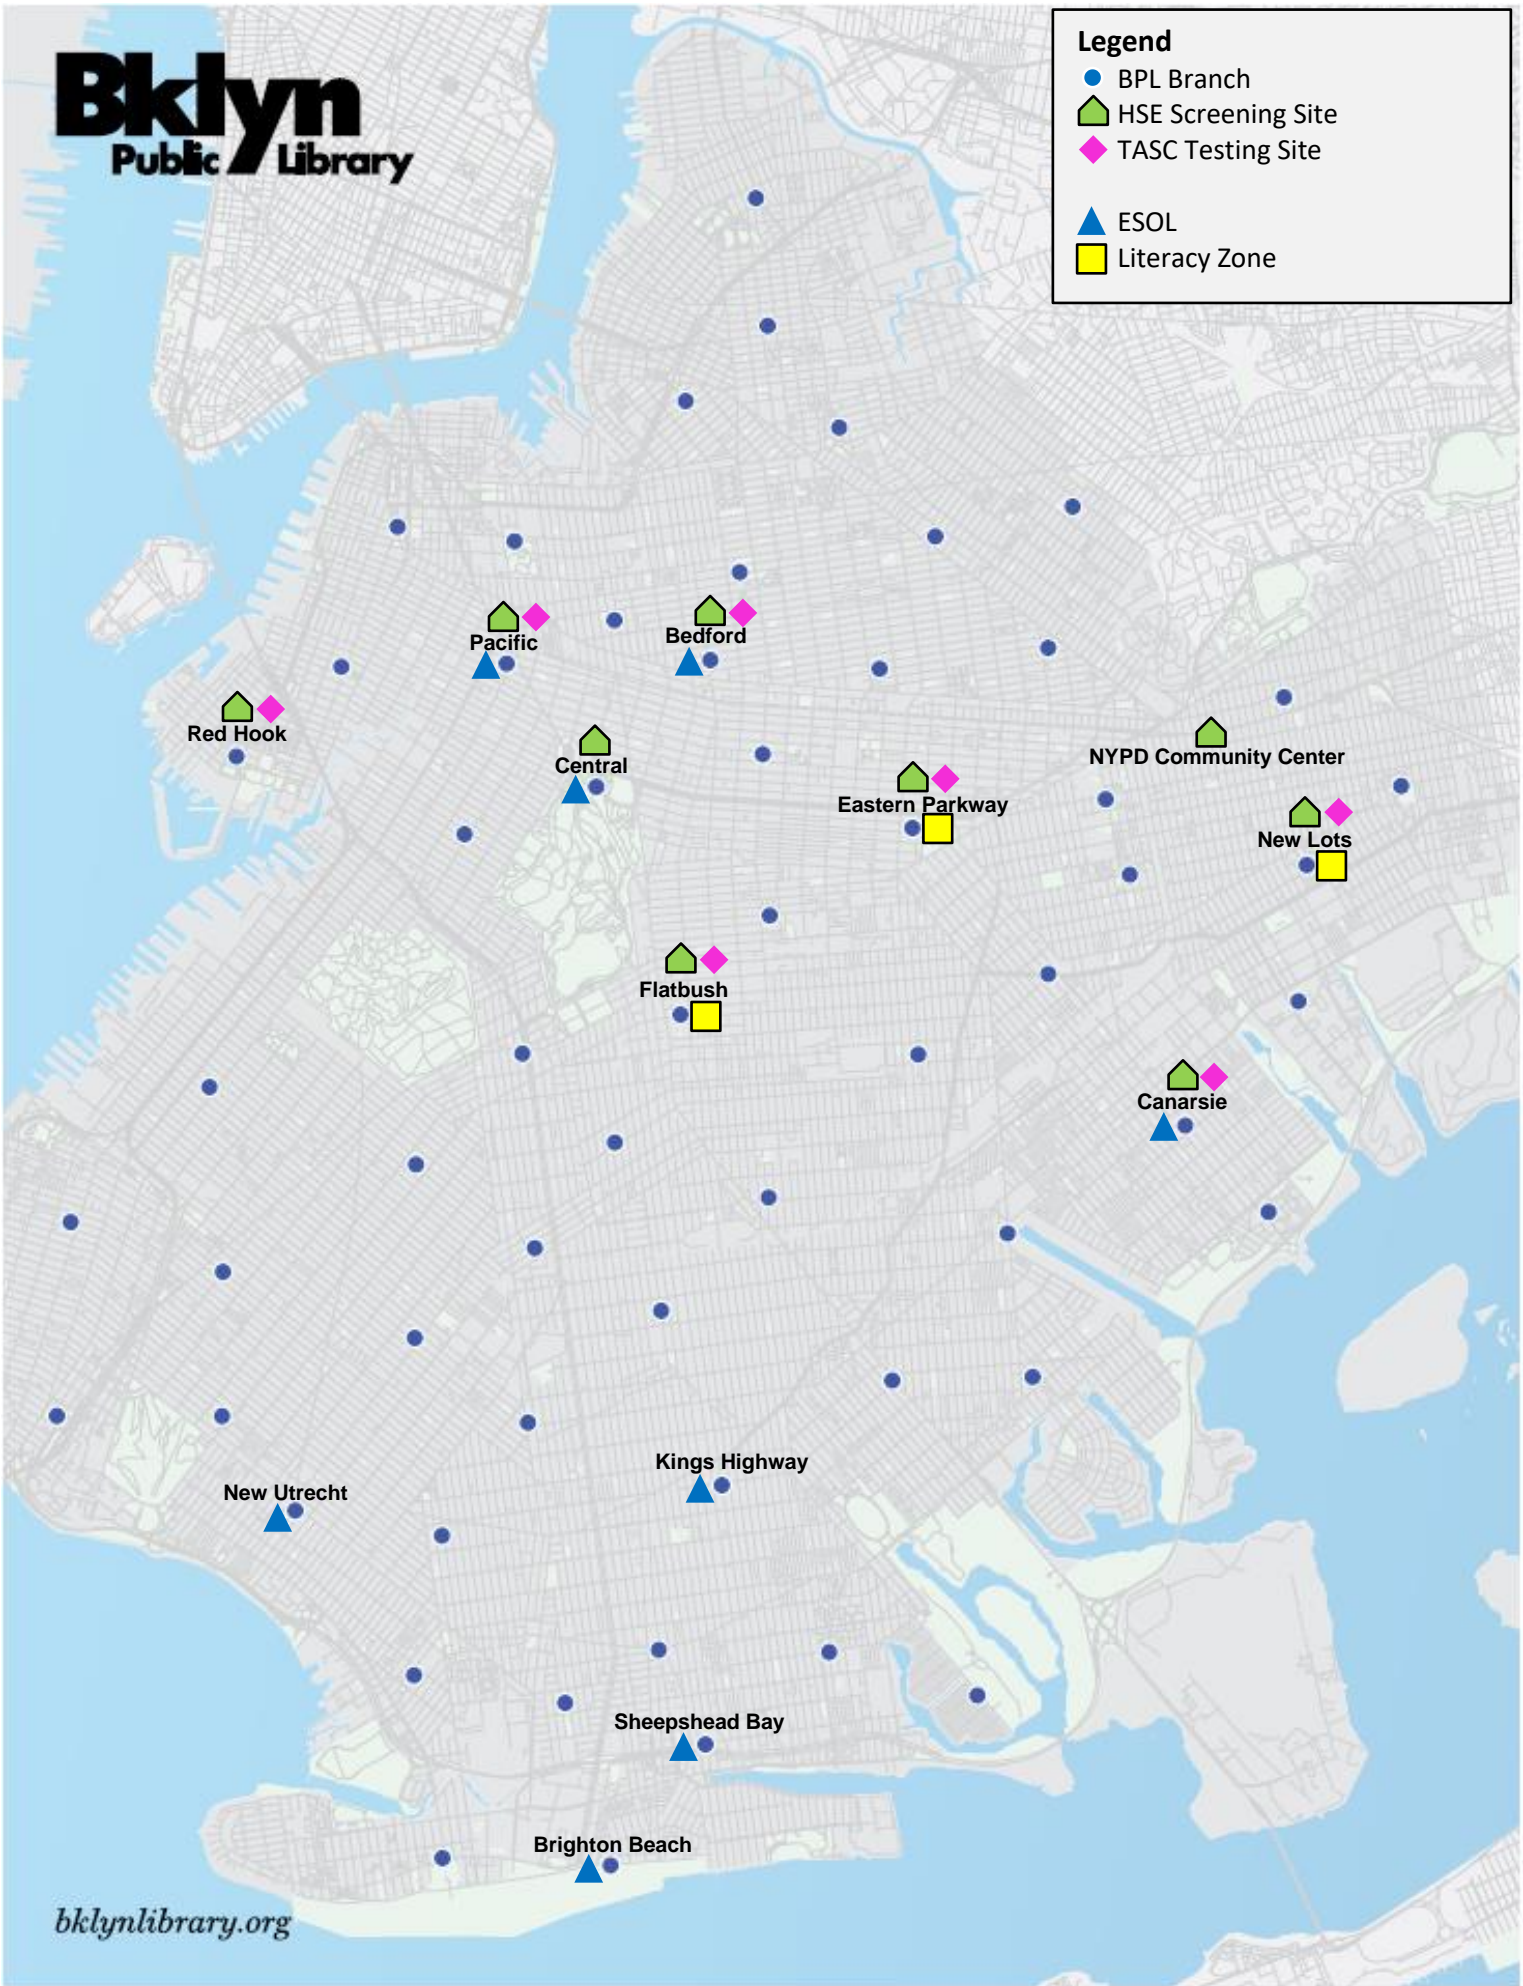 Bklyn
Public Library
Legend
BPL Branch
HSE Screening Site
TASC Testing Site
ESOL
Literacy Zone
Pacific
Bedford
Red Hook
Central
NYPD Community Center
Eastern Parkway
New Lots
Flatbush
Canarsie
Kings Highway
New Utrecht
Sheepshead Bay
Brighton Beach
bklynlibrary.org